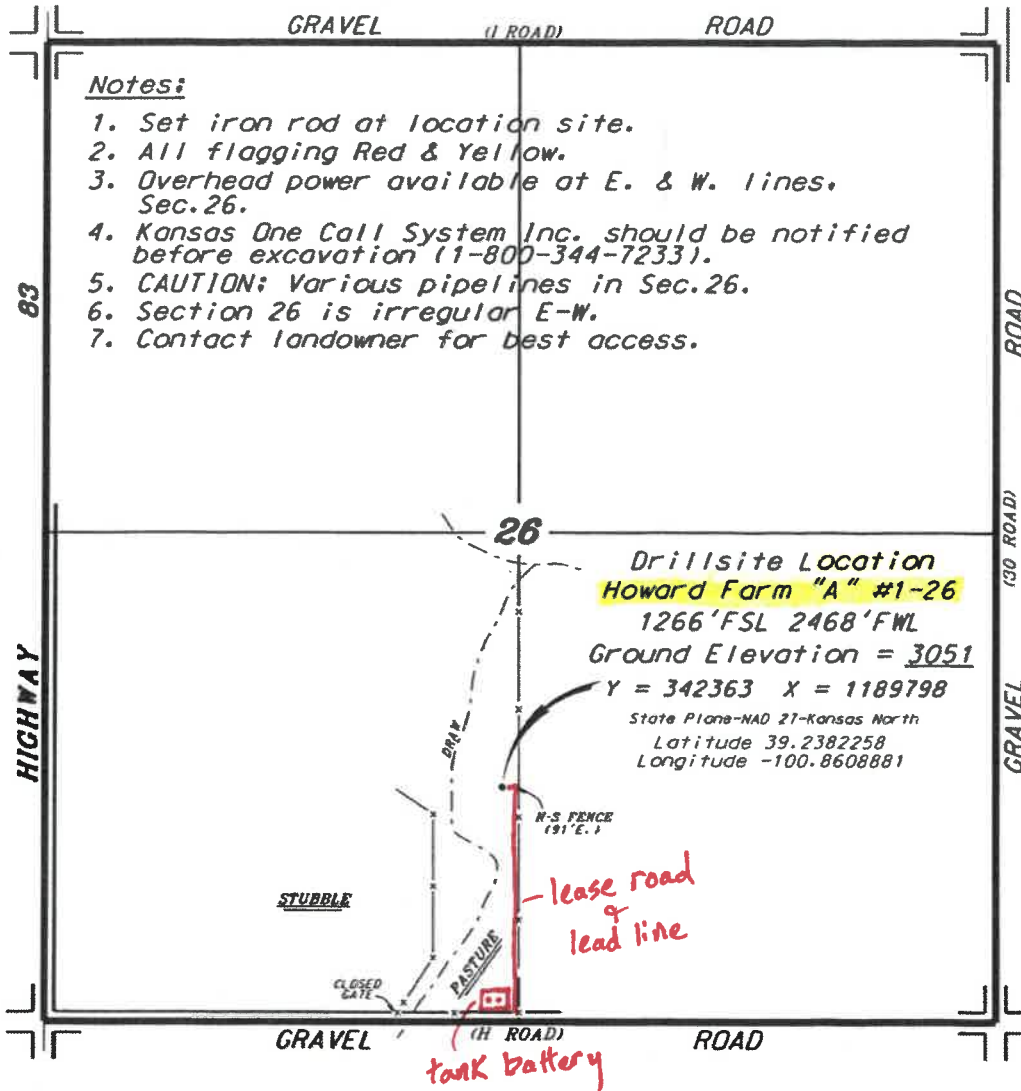 GRAVEL (I ROAD) ROAD
Notes:
1. Set iron rod at location site.
2. All flagging Red & Yellow.
3. Overhead power available at E. & W. lines,
Sec.26.
4. Kansas One Call System Inc. should be notified
before excavation (1-800-344-7233).
5. CAUTION: Various pipelines in Sec.26.
6. Section 26 is irregular E-W.
7. Contact landowner for best access.
83
HIGHWAY
ROAD
(30 ROAD)
GRAVEL
26
Drillsite Location
Howard Farm "A" #1-26
1266'FSL 2468'FWL
Ground Elevation = 3051
Y = 342363 X = 1189798
State Plane-NAD 27-Kansas North
Latitude 39.2382258
Longitude -100.8608881
DRAW
N-S FENCE
(91'E.)
STUBBLE
lease road
&
lead line
PASTURE
CLOSED
GATE
GRAVEL (H ROAD) ROAD
tank battery